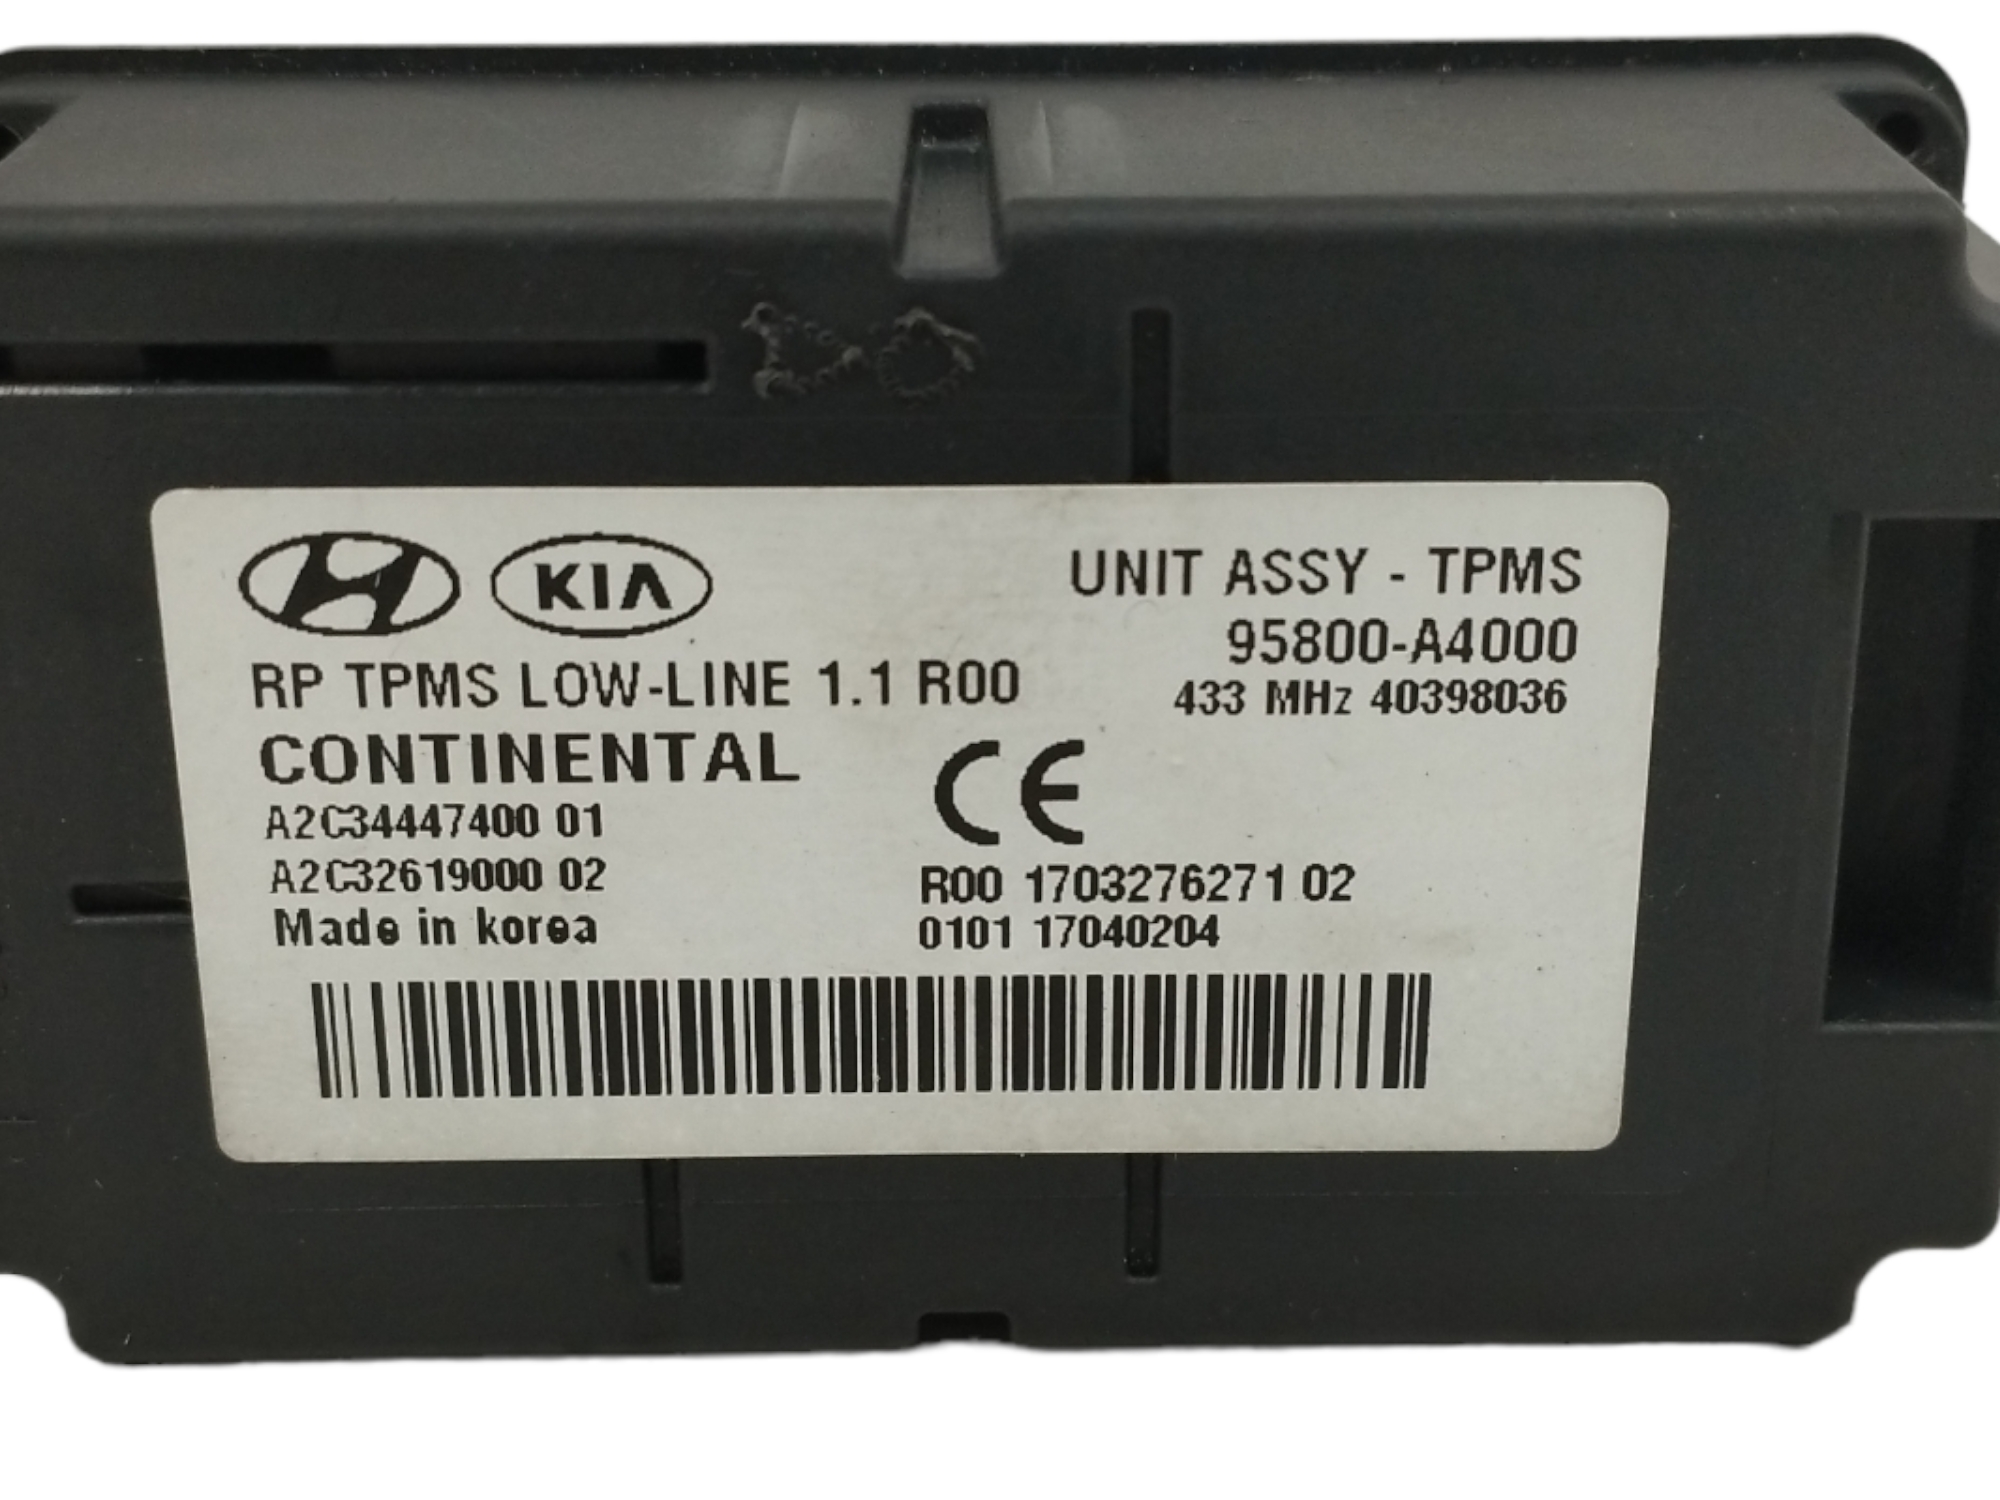 KIA
RP TPMS LOW-LINE 1.1 R00
CONTINENTAL
A2C34447400 01
A2C32619000 02
Made in korea
UNIT ASSY - TPMS
95800-A4000
433 MHz 40398036
CE
R00 1703276271 02
0101 17040204